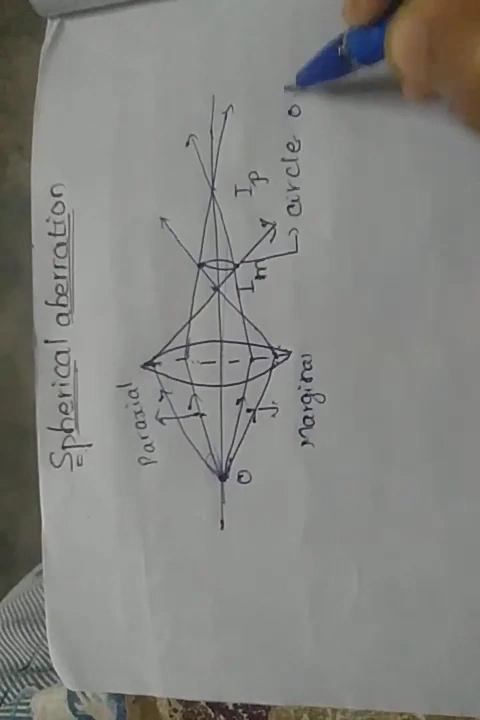 Spherical aberration
Paraxial
O
Marginal
Im
Ip
circle o